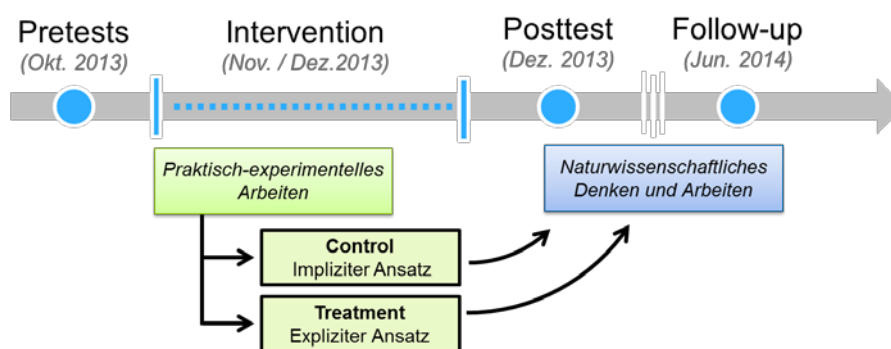 Pretests
(Okt. 2013)
Intervention
(Nov. / Dez.2013)
Posttest
(Dez. 2013)
Follow-up
(Jun. 2014)
Praktisch-experimentelles
Arbeiten
Naturwissenschaftliches
Denken und Arbeiten
Control
Impliziter Ansatz
Treatment
Expliziter Ansatz